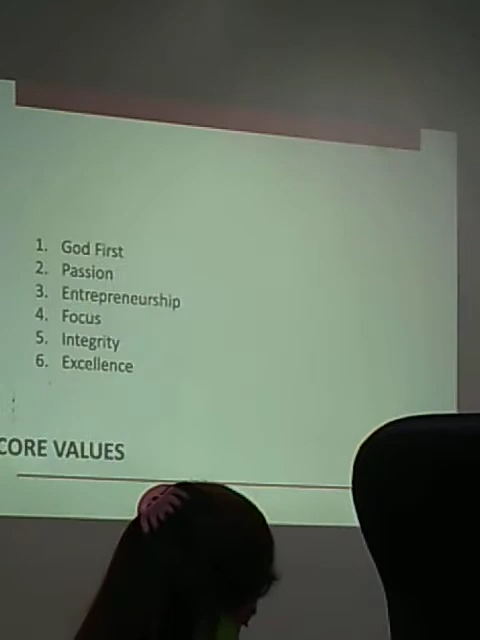 1. God First
2. Passion
3. Entrepreneurship
4. Focus
5. Integrity
6. Excellence
CORE VALUES